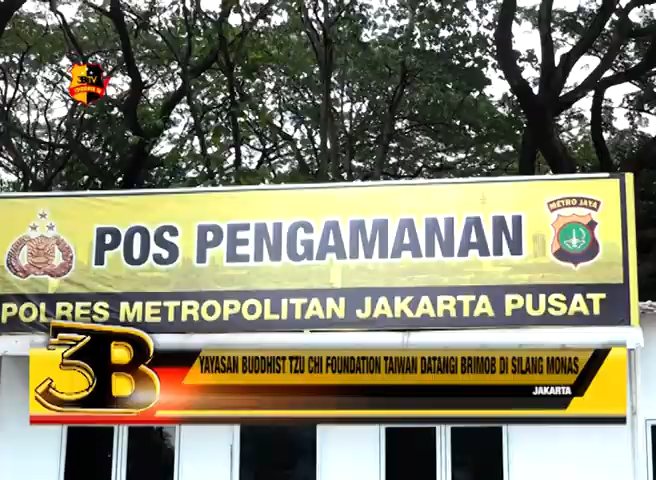 3BTV
METRO JAYA
POS PENGAMANAN
POLRES METROPOLITAN JAKARTA PUSAT
3B
YAYASAN BUDDHIST TZU CHI FOUNDATION TAIWAN DATANGI BRIMOB DI SILANG MONAS
JAKARTA